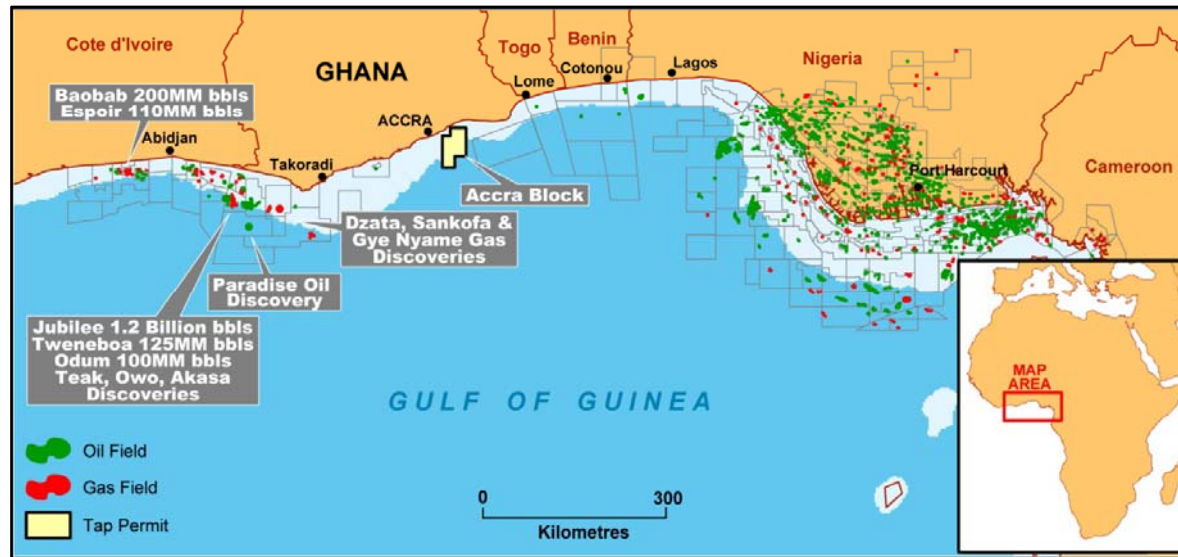 Cote d'Ivoire
GHANA
Togo
Benin
Nigeria
Cameroon
Baobab 200MM bbls
Espoir 110MM bbls
Abidjan
Takoradi
ACCRA
Lome
Cotonou
Lagos
Port Harcourt
Accra Block
Dzata, Sankofa &
Gye Nyame Gas
Discoveries
Paradise Oil
Discovery
Jubilee 1.2 Billion bbls
Tweneboa 125MM bbls
Odum 100MM bbls
Teak, Owo, Akasa
Discoveries
GULF OF GUINEA
Oil Field
Gas Field
Tap Permit
0 300
Kilometres
MAP
AREA